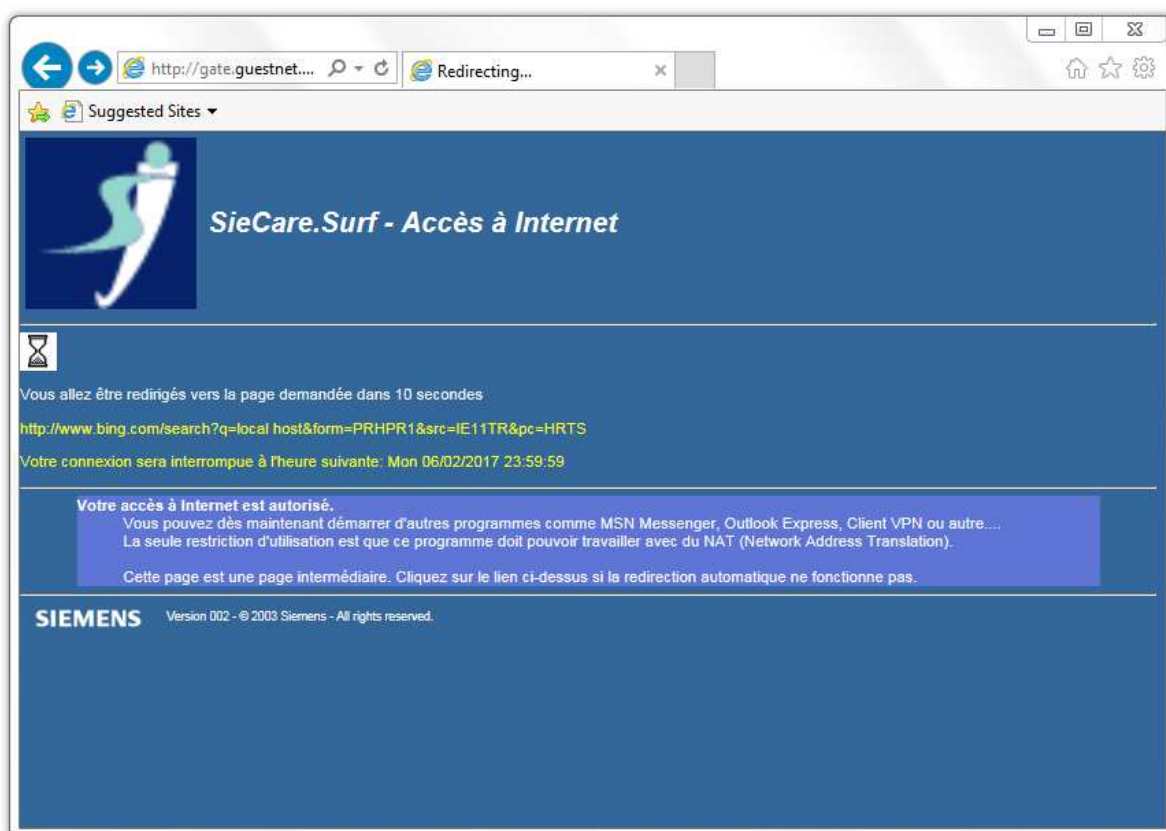 http://gate.guestnet....
Redirecting...
Suggested Sites
SieCare.Surf - Accès à Internet
Vous allez être redirigés vers la page demandée dans 10 secondes
http://www.bing.com/search?q=local host&form=PRHPR1&src=IE11TR&pc=HRTS
Votre connexion sera interrompue à l'heure suivante: Mon 06/02/2017 23:59:59
Votre accès à Internet est autorisé.
Vous pouvez dès maintenant démarrer d'autres programmes comme MSN Messenger, Outlook Express, Client VPN ou autre....
La seule restriction d'utilisation est que ce programme doit pouvoir travailler avec du NAT (Network Address Translation).
Cette page est une page intermédiaire. Cliquez sur le lien ci-dessus si la redirection automatique ne fonctionne pas.
SIEMENS Version 002 - © 2003 Siemens - All rights reserved.